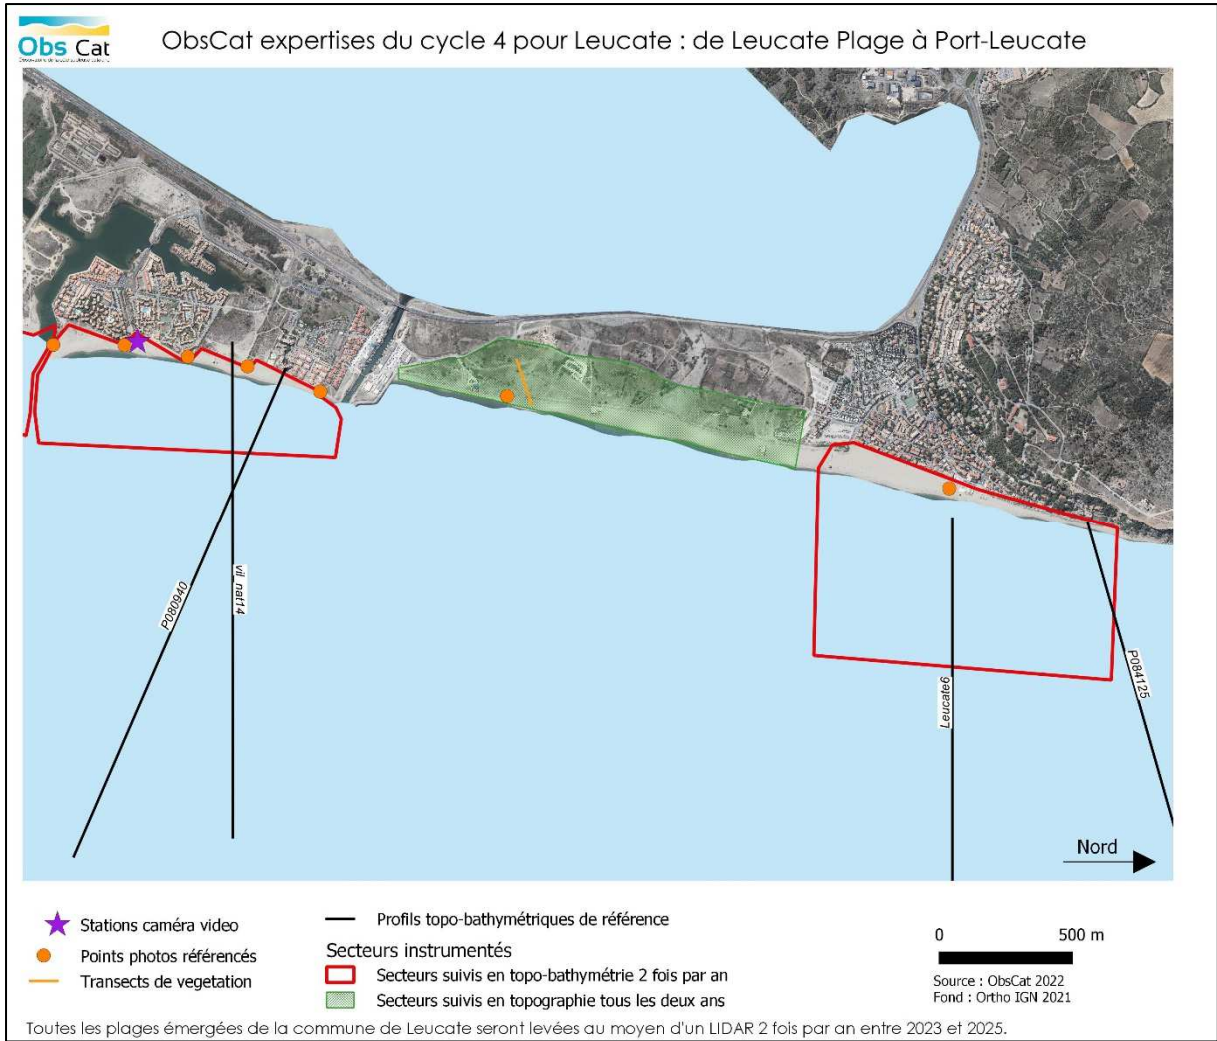 Obs Cat
ObsCat expertises du cycle 4 pour Leucate : de Leucate Plage à Port-Leucate
P080940
vil_nat14
Leucate6
P084125
Nord
Stations caméra video
Points photos référencés
Transects de vegetation
Profils topo-bathymétriques de référence
Secteurs instrumentés
Secteurs suivis en topo-bathymétrie 2 fois par an
Secteurs suivis en topographie tous les deux ans
0 500 m
Source : ObsCat 2022
Fond : Ortho IGN 2021
Toutes les plages émergées de la commune de Leucate seront levées au moyen d'un LIDAR 2 fois par an entre 2023 et 2025.